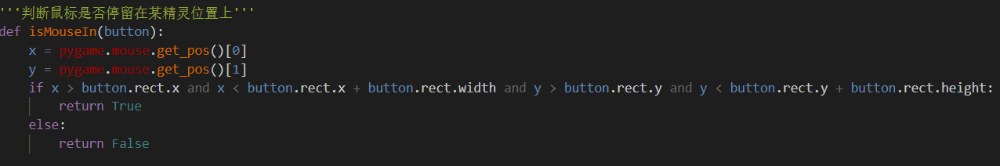 '''判断鼠标是否停留在某精灵位置上'''
def isMouseIn(button):
    x = pygame.mouse.get_pos()[0]
    y = pygame.mouse.get_pos()[1]
    if x > button.rect.x and x < button.rect.x + button.rect.width and y > button.rect.y and y < button.rect.y + button.rect.height:
        return True
    else:
        return False